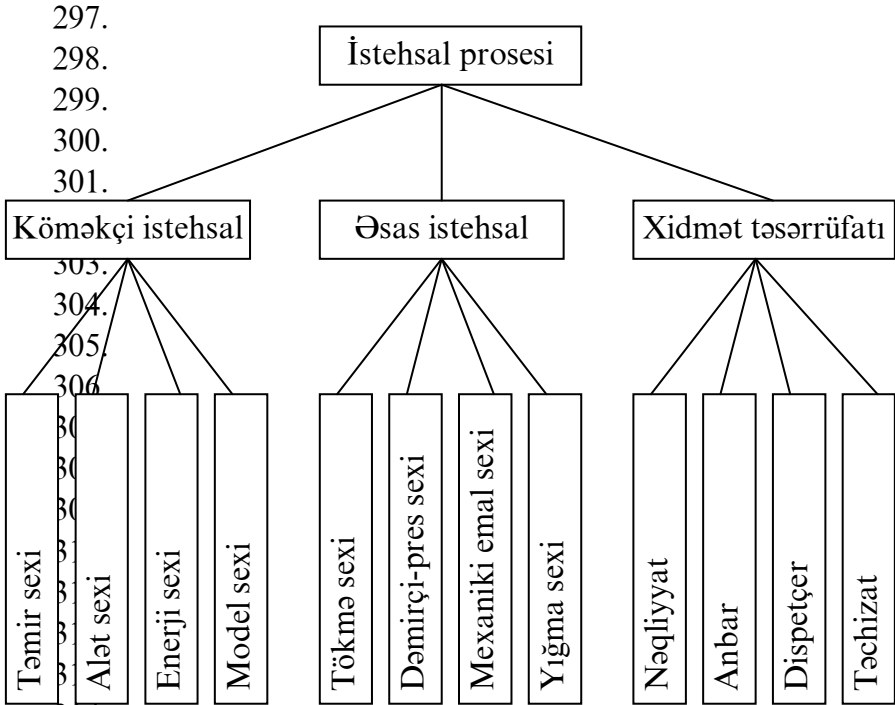 297.
298.
299.
300.
301.
İstehsal prosesi
Köməkçi istehsal
Əsas istehsal
Xidmət təsərrüfatı
303.
304.
305.
306
Təmir sexi
Alət sexi
Enerji sexi
Model sexi
Tökmə sexi
Dəmirçi-pres sexi
Mexaniki emal sexi
Yığma sexi
Nəqliyyat
Anbar
Dispetçer
Təchizat